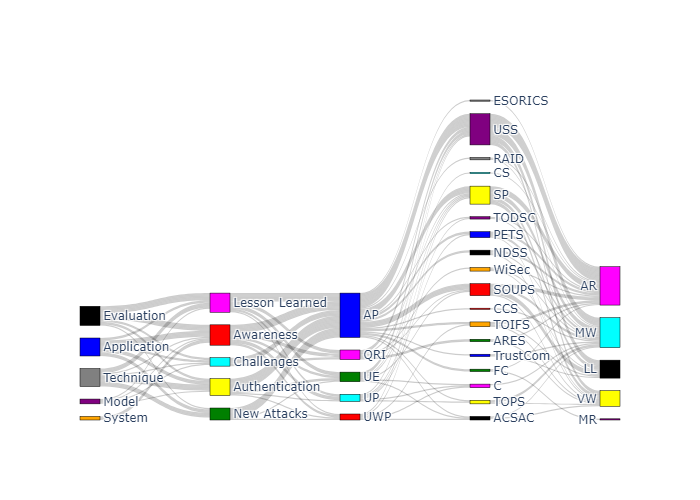 Evaluation
Application
Technique
Model
System
Lesson Learned
Awareness
Challenges
Authentication
New Attacks
AP
QRI
UE
UP
UWP
ESORICS
USS
RAID
CS
SP
TODSC
PETS
NDSS
WiSec
SOUPS
CCS
TOIFS
ARES
TrustCom
FC
C
TOPS
ACSAC
AR
MW
LL
VW
MR